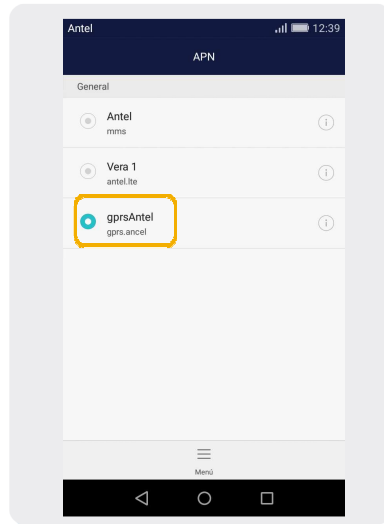 Antel 12:39
APN
General
Antel
mms
Vera 1
antel.lte
gprsAntel
gprs.ancel
Menú